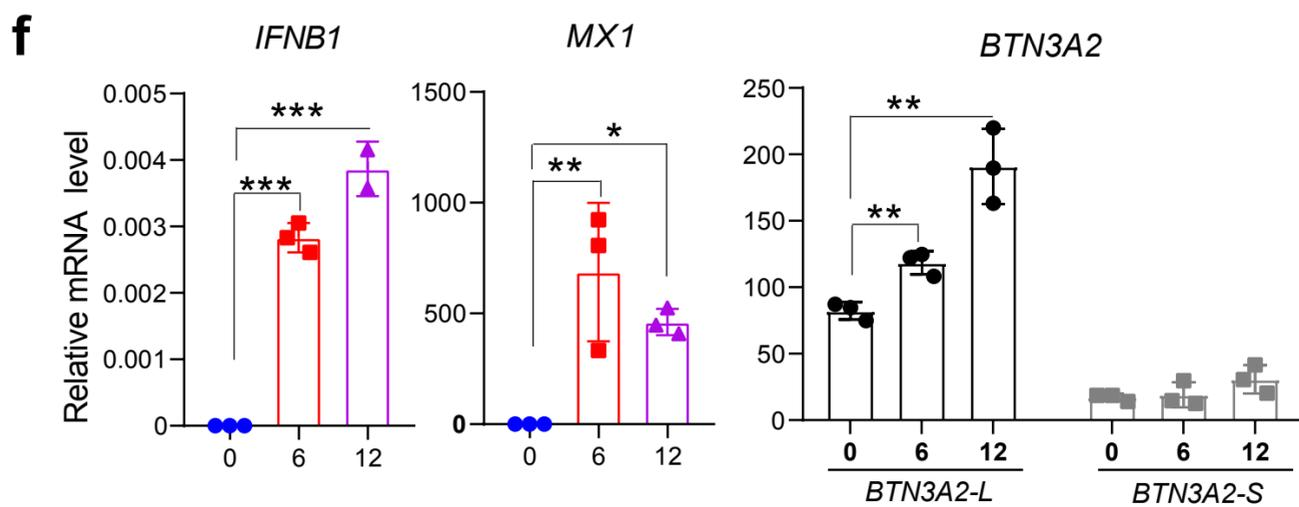 f
IFNB1
Relative mRNA level
0.005
0.004
0.003
0.002
0.001
0
***
***
0 6 12
MX1
1500
1000
500
0
*
**
0 6 12
BTN3A2
250
200
150
100
50
0
**
**
0 6 12 0 6 12
BTN3A2-L BTN3A2-S